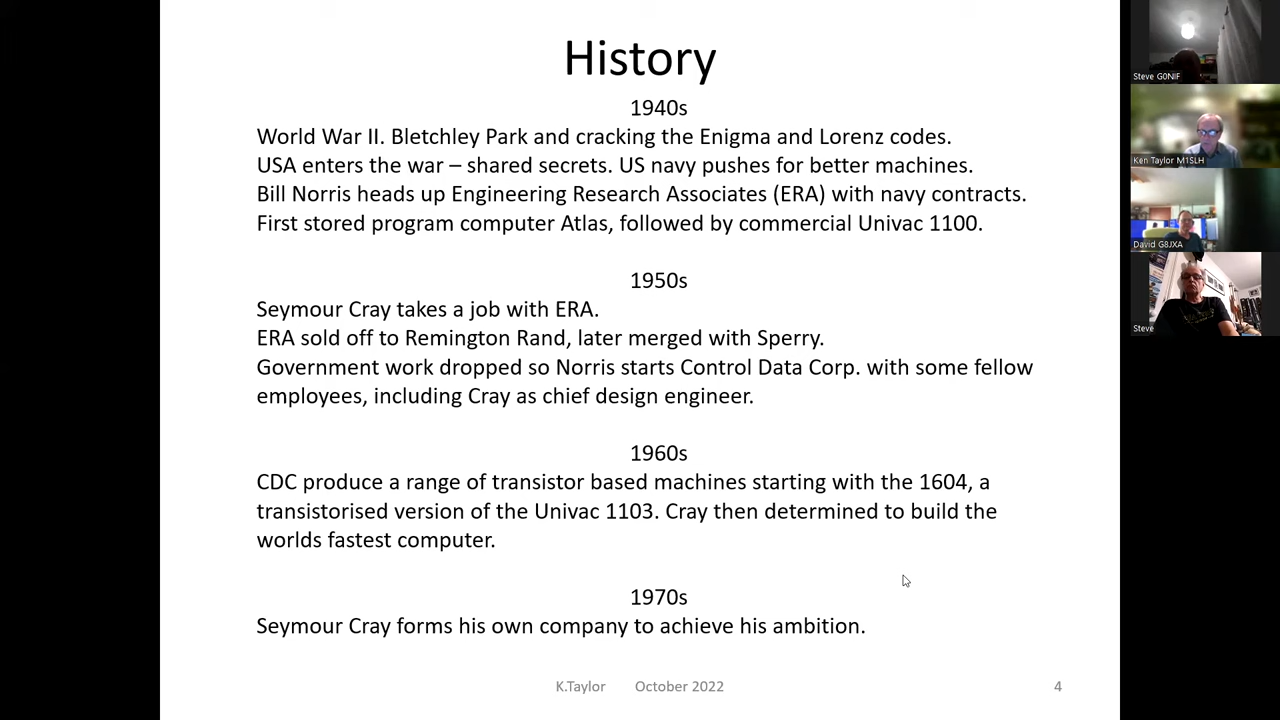 History
1940s
World War II. Bletchley Park and cracking the Enigma and Lorenz codes.
USA enters the war – shared secrets. US navy pushes for better machines.
Bill Norris heads up Engineering Research Associates (ERA) with navy contracts.
First stored program computer Atlas, followed by commercial Univac 1100.
1950s
Seymour Cray takes a job with ERA.
ERA sold off to Remington Rand, later merged with Sperry.
Government work dropped so Norris starts Control Data Corp. with some fellow
employees, including Cray as chief design engineer.
1960s
CDC produce a range of transistor based machines starting with the 1604, a
transistorised version of the Univac 1103. Cray then determined to build the
worlds fastest computer.
1970s
Seymour Cray forms his own company to achieve his ambition.
K.Taylor October 2022 4
Steve G0NIF
Ken Taylor M1SLH
David G8JXA
Steve